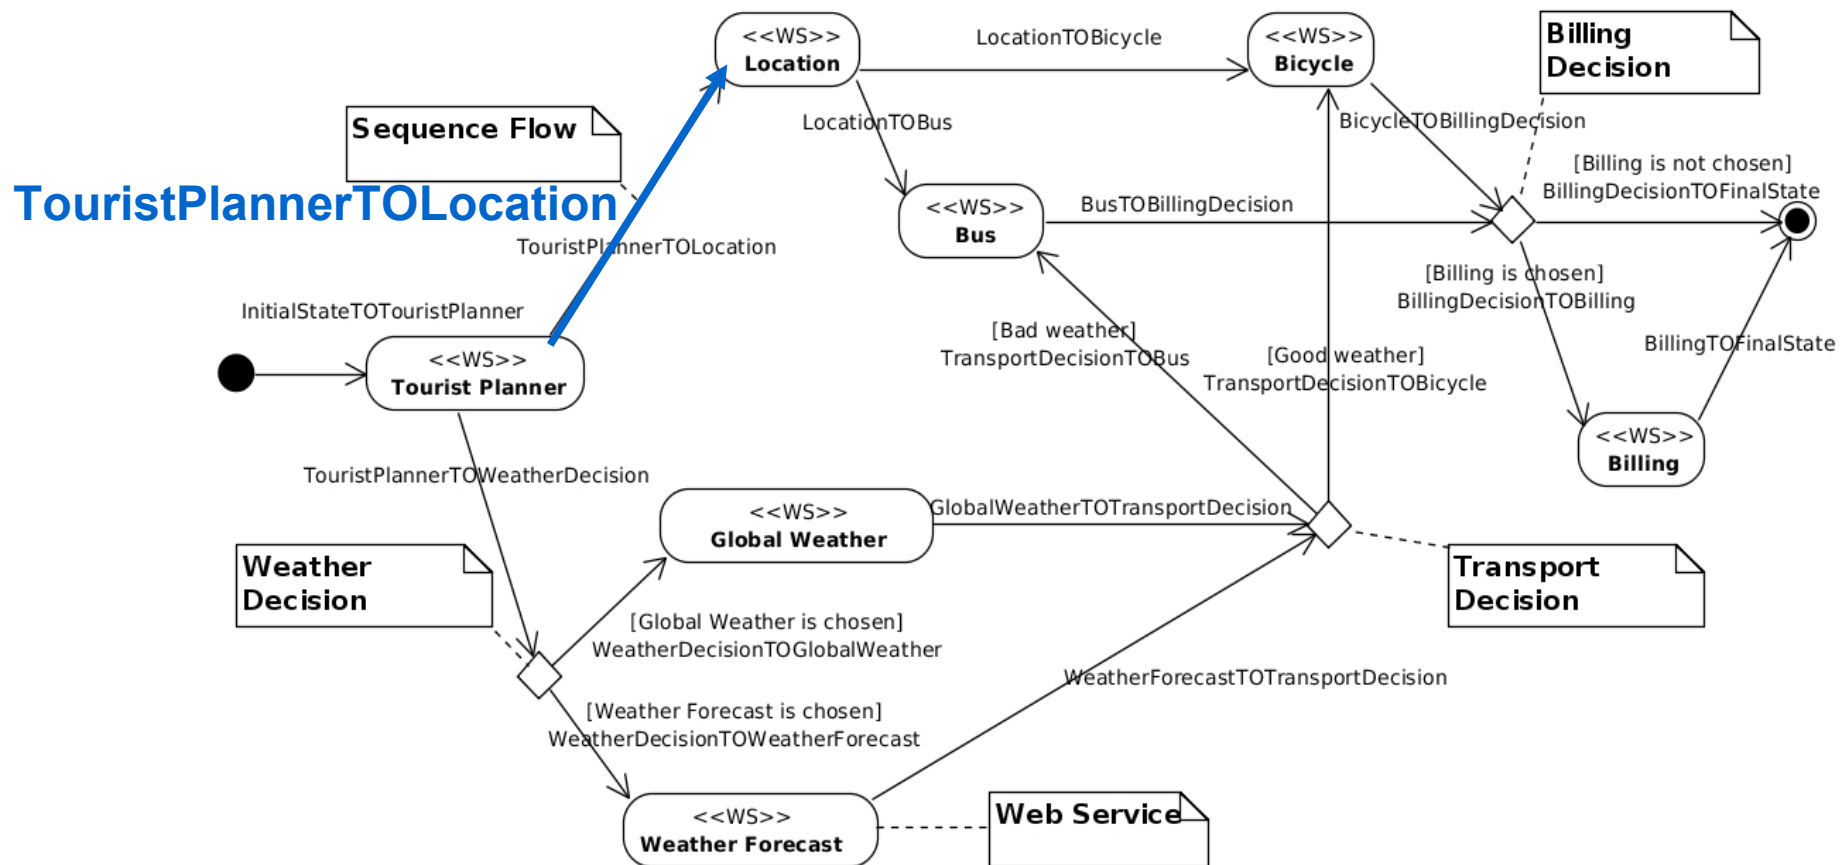 <<WS>>
Location
LocationTOBicycle
<<WS>>
Bicycle
Billing
Decision
Sequence Flow
LocationTOBus
BicycleTOBillingDecision
[Billing is not chosen]
BillingDecisionTOFinalState
TouristPlannerTOLocation
<<WS>>
Bus
BusTOBillingDecision
TouristPlannerTOLocation
[Billing is chosen]
BillingDecisionTOBilling
InitialStateTOTouristPlanner
[Bad weather]
TransportDecisionTOBus
[Good weather]
TransportDecisionTOBicycle
BillingTOFinalState
<<WS>>
Tourist Planner
<<WS>>
Billing
TouristPlannerTOWeatherDecision
<<WS>>
Global Weather
GlobalWeatherTOTransportDecision
Weather
Decision
Transport
Decision
[Global Weather is chosen]
WeatherDecisionTOGlobalWeather
WeatherForecastTOTransportDecision
[Weather Forecast is chosen]
WeatherDecisionTOWeatherForecast
<<WS>>
Weather Forecast
Web Service